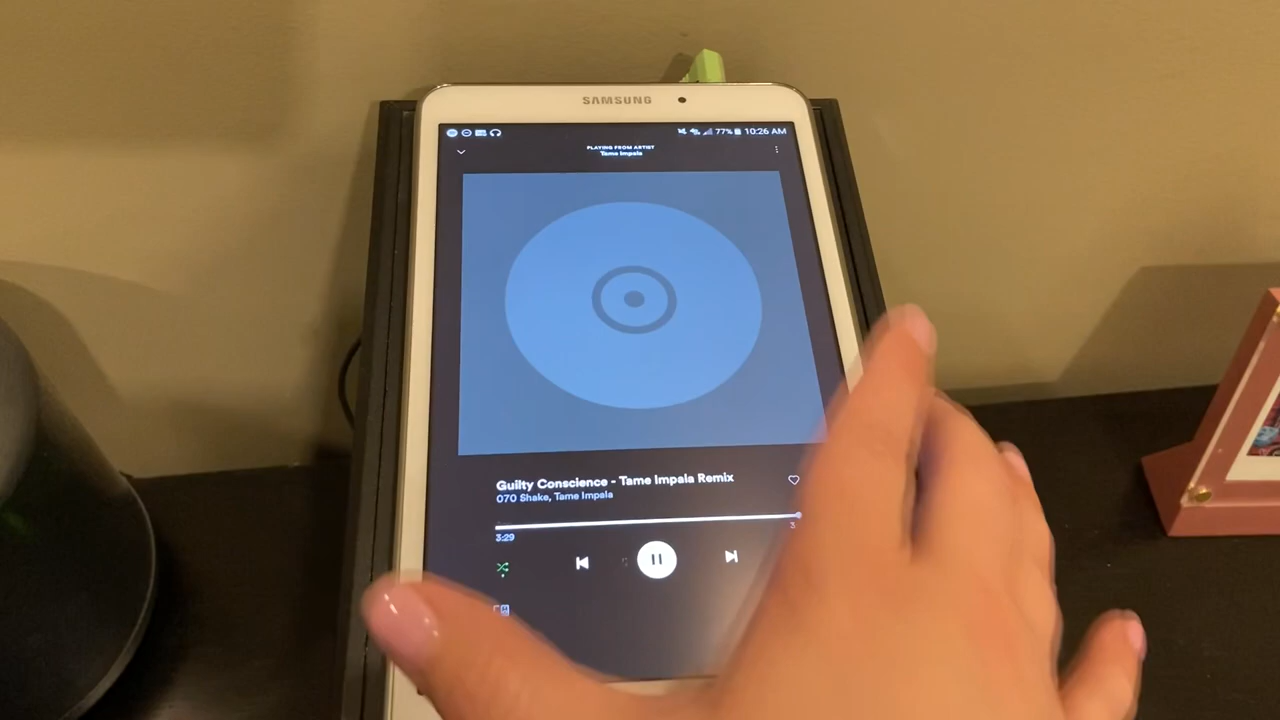 SAMSUNG
77% 10:26 AM
PLAYING FROM ARTIST
Tame Impala
Guilty Conscience - Tame Impala Remix
070 Shake, Tame Impala
3:29
3